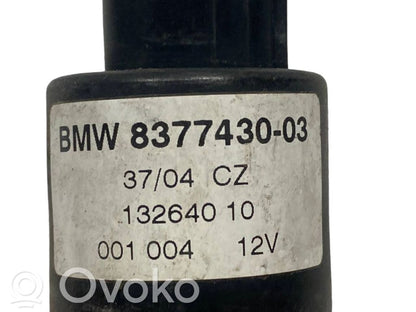 BMW 8377430-03
37/04 CZ
132640 10
001 004 12V
Ovoko